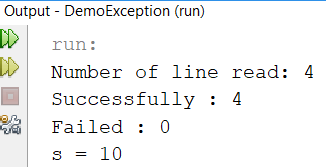 Output - DemoException (run)
run:
Number of line read: 4
Successfully : 4
Failed : 0
s = 10